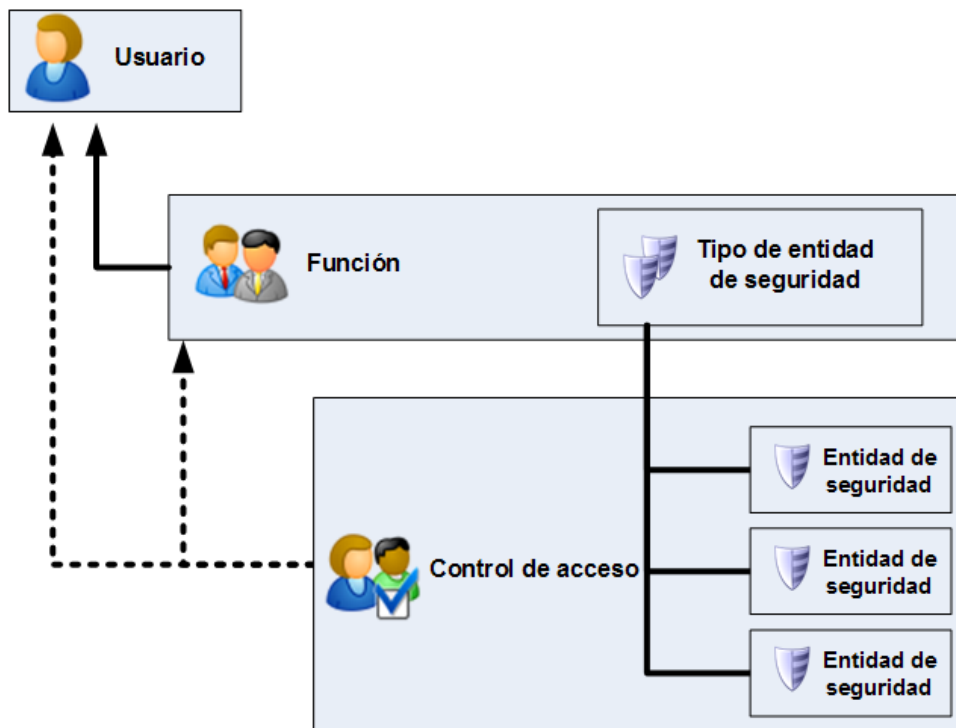 Usuario
Función
Tipo de entidad
de seguridad
Entidad de
seguridad
Control de acceso
Entidad de
seguridad
Entidad de
seguridad